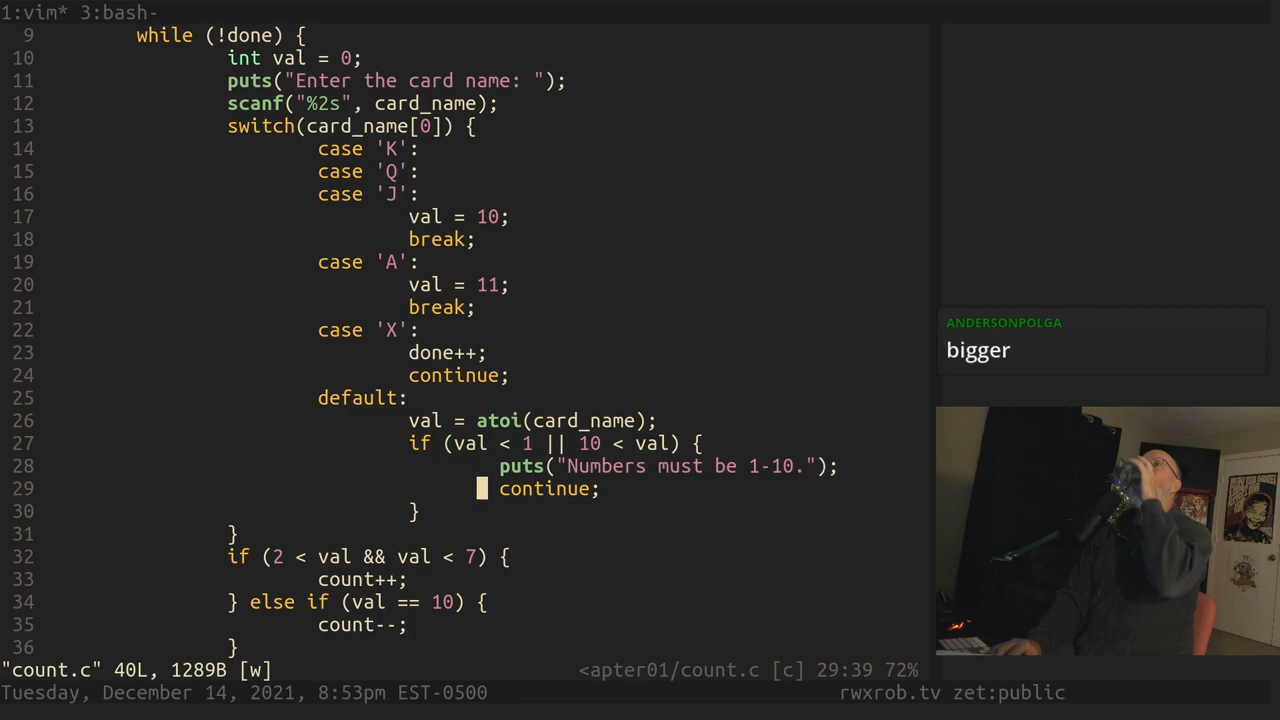 1:vim* 3:bash-
9 while (!done) {
10 int val = 0;
11 puts("Enter the card name: ");
12 scanf("%2s", card_name);
13 switch(card_name[0]) {
14 case 'K':
15 case 'Q':
16 case 'J':
17 val = 10;
18 break;
19 case 'A':
20 val = 11;
21 break;
22 case 'X':
23 done++;
24 continue;
25 default:
26 val = atoi(card_name);
27 if (val < 1 || 10 < val) {
28 puts("Numbers must be 1-10.");
29 continue;
30 }
31 }
32 if (2 < val && val < 7) {
33 count++;
34 } else if (val == 10) {
35 count--;
36 }
"count.c" 40L, 1289B [w] <apter01/count.c [c] 29:39 72%
Tuesday, December 14, 2021, 8:53pm EST-0500 rwxrob.tv zet:public
ANDERSONPOLGA
bigger